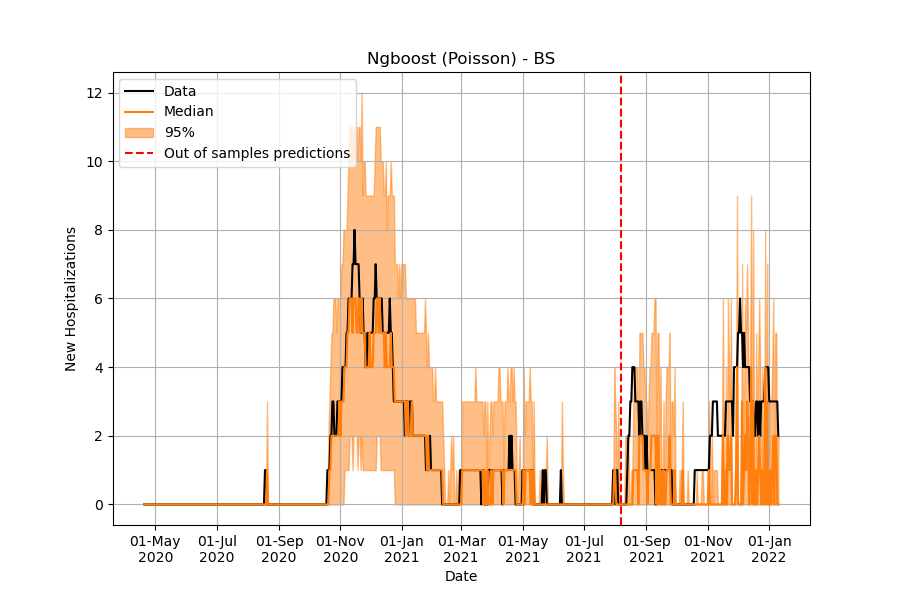 Ngboost (Poisson) - BS
Data
Median
95%
Out of samples predictions
12
10
8
6
4
2
0
New Hospitalizations
01-May 01-Jul 01-Sep 01-Nov 01-Jan 01-Mar 01-May 01-Jul 01-Sep 01-Nov 01-Jan
2020 2020 2020 2020 2021 2021 2021 2021 2021 2021 2022
Date